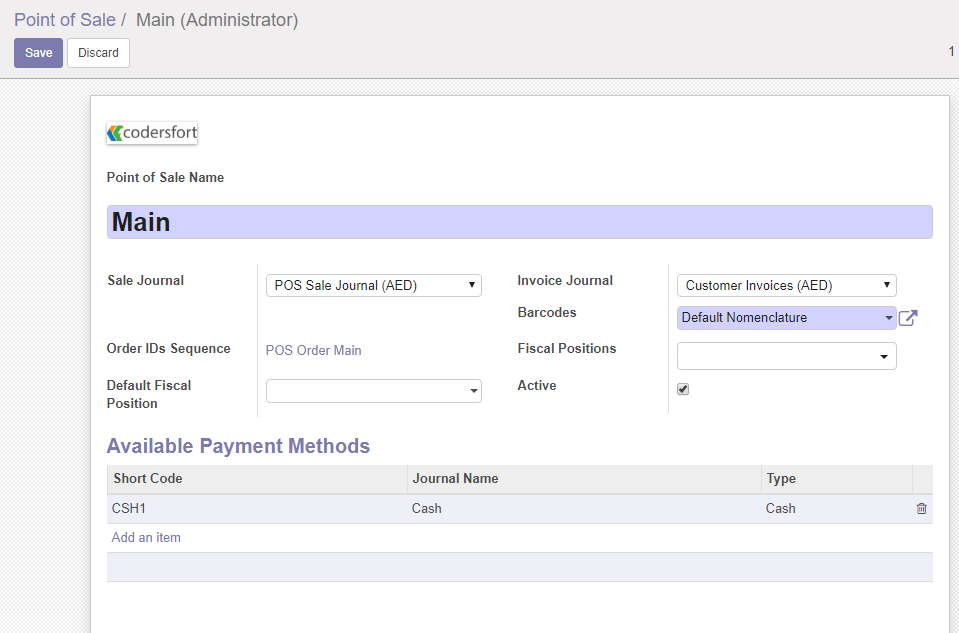 Point of Sale / Main (Administrator)
Save Discard 1
codersfort
Point of Sale Name
Main
Sale Journal POS Sale Journal (AED) Invoice Journal Customer Invoices (AED)
Barcodes Default Nomenclature
Order IDs Sequence POS Order Main Fiscal Positions
Default Fiscal Position Active
Available Payment Methods
Short Code Journal Name Type
CSH1 Cash Cash
Add an item